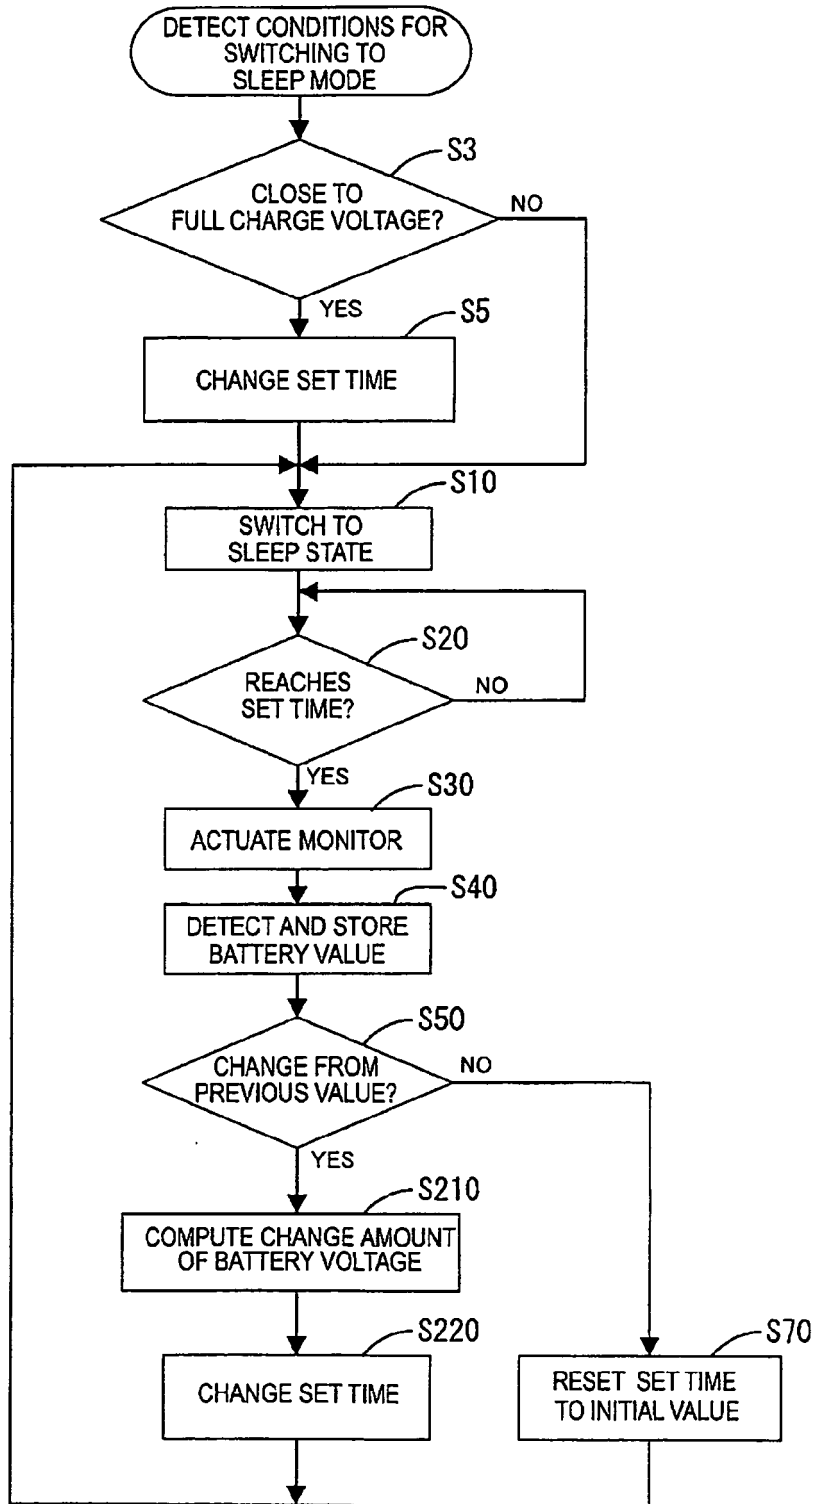 DETECT CONDITIONS FOR
SWITCHING TO
SLEEP MODE
S3
CLOSE TO
FULL CHARGE VOLTAGE?
NO
YES
S5
CHANGE SET TIME
S10
SWITCH TO
SLEEP STATE
S20
REACHES
SET TIME?
NO
YES
S30
ACTUATE MONITOR
S40
DETECT AND STORE
BATTERY VALUE
S50
CHANGE FROM
PREVIOUS VALUE?
NO
YES
S210
COMPUTE CHANGE AMOUNT
OF BATTERY VOLTAGE
S220
CHANGE SET TIME
S70
RESET SET TIME
TO INITIAL VALUE